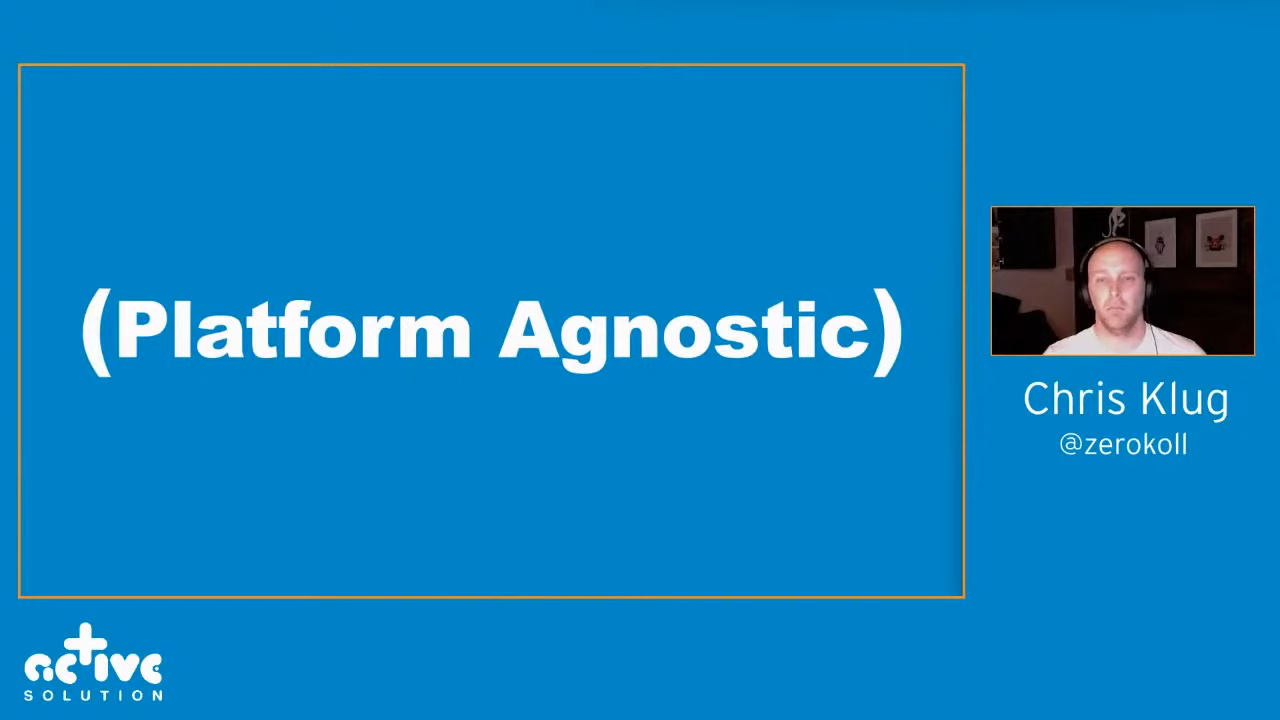 (Platform Agnostic)
Chris Klug
@zerokoll
active
SOLUTION